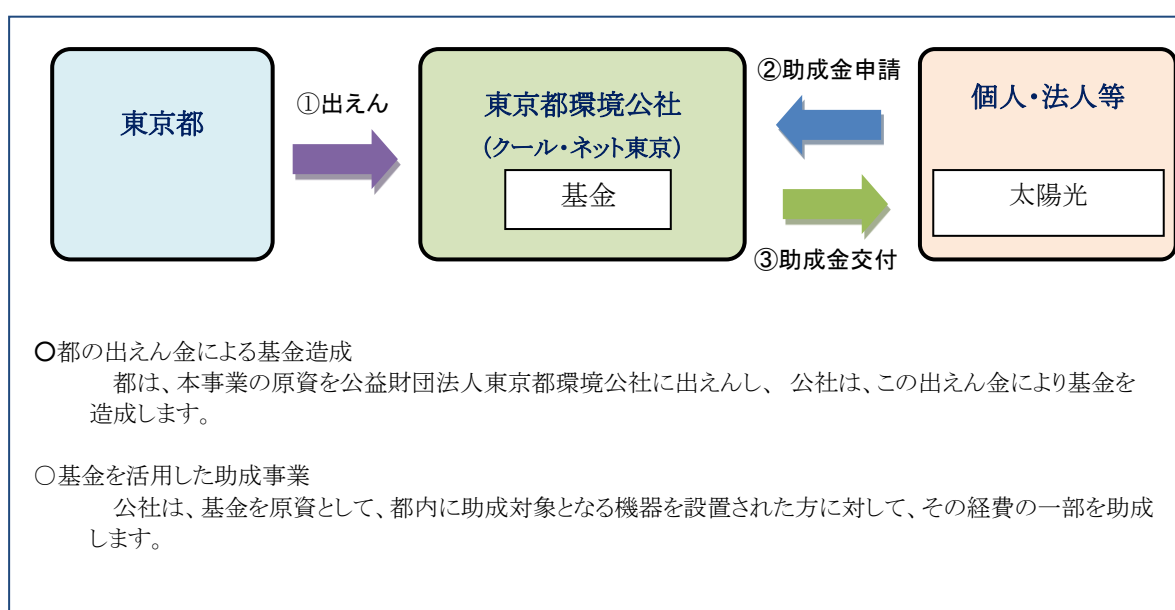 東京都
①出えん
東京都環境公社
(クール・ネット東京)
基金
②助成金申請
③助成金交付
個人・法人等
太陽光
○都の出えん金による基金造成
都は、本事業の原資を公益財団法人東京都環境公社に出えんし、 公社は、この出えん金により基金を
造成します。
○基金を活用した助成事業
公社は、基金を原資として、都内に助成対象となる機器を設置された方に対して、その経費の一部を助成
します。